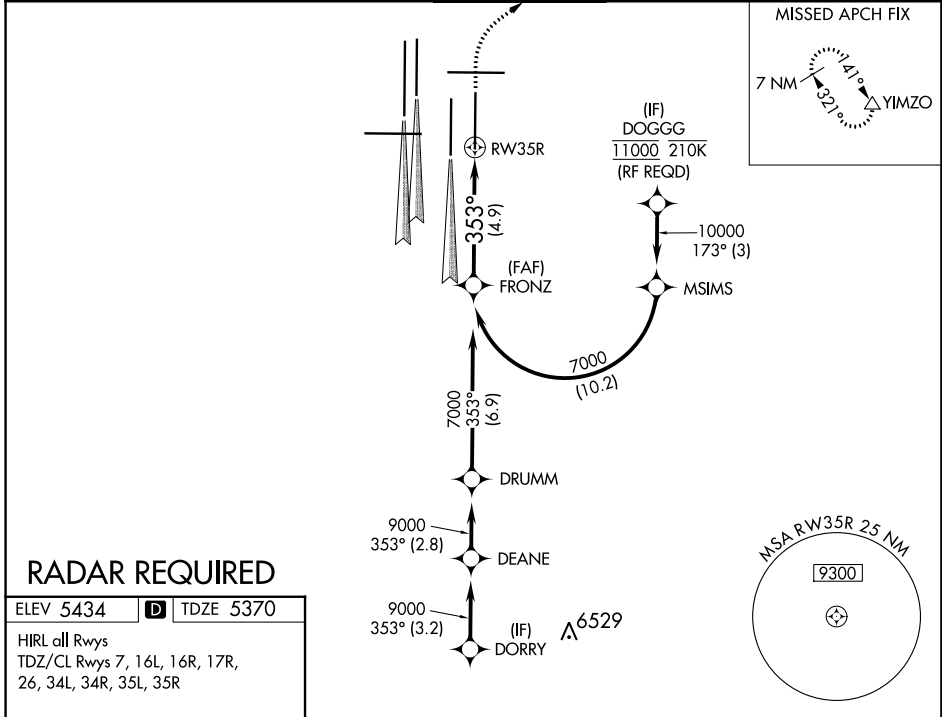 MISSED APCH FIX
7 NM
141°
321°
YIMZO
(IF)
DOGGG
11000 210K
(RF REQD)
RW35R
353°
(4.9)
10000
173° (3)
(FAF)
FRONZ
MSIMS
7000
(10.2)
7000
353°
(6.9)
DRUMM
9000
353° (2.8)
DEANE
9000
353° (3.2)
(IF)
DORRY
6529
MSA RW35R 25 NM
9300
RADAR REQUIRED
ELEV 5434 D TDZE 5370
HIRL all Rwys
TDZ/CL Rwys 7, 16L, 16R, 17R,
26, 34L, 34R, 35L, 35R